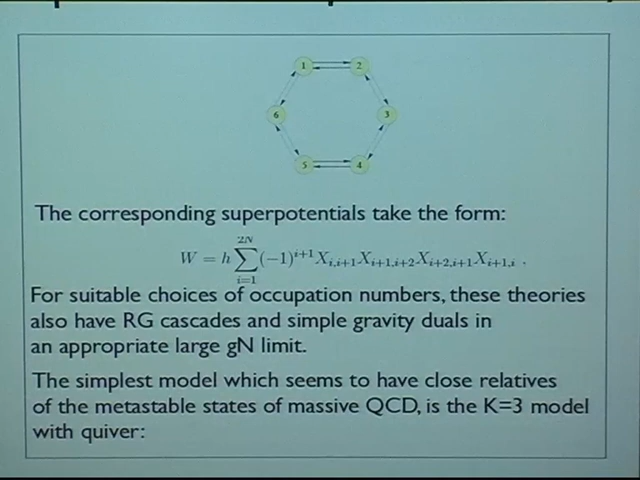 1 2
6 3
5 4
The corresponding superpotentials take the form:
W = h \sum_{i=1}^{2N} (-1)^{i+1} X_{i,i+1} X_{i+1,i+2} X_{i+2,i+1} X_{i+1,i} .
For suitable choices of occupation numbers, these theories
also have RG cascades and simple gravity duals in
an appropriate large gN limit.
The simplest model which seems to have close relatives
of the metastable states of massive QCD, is the K=3 model
with quiver: